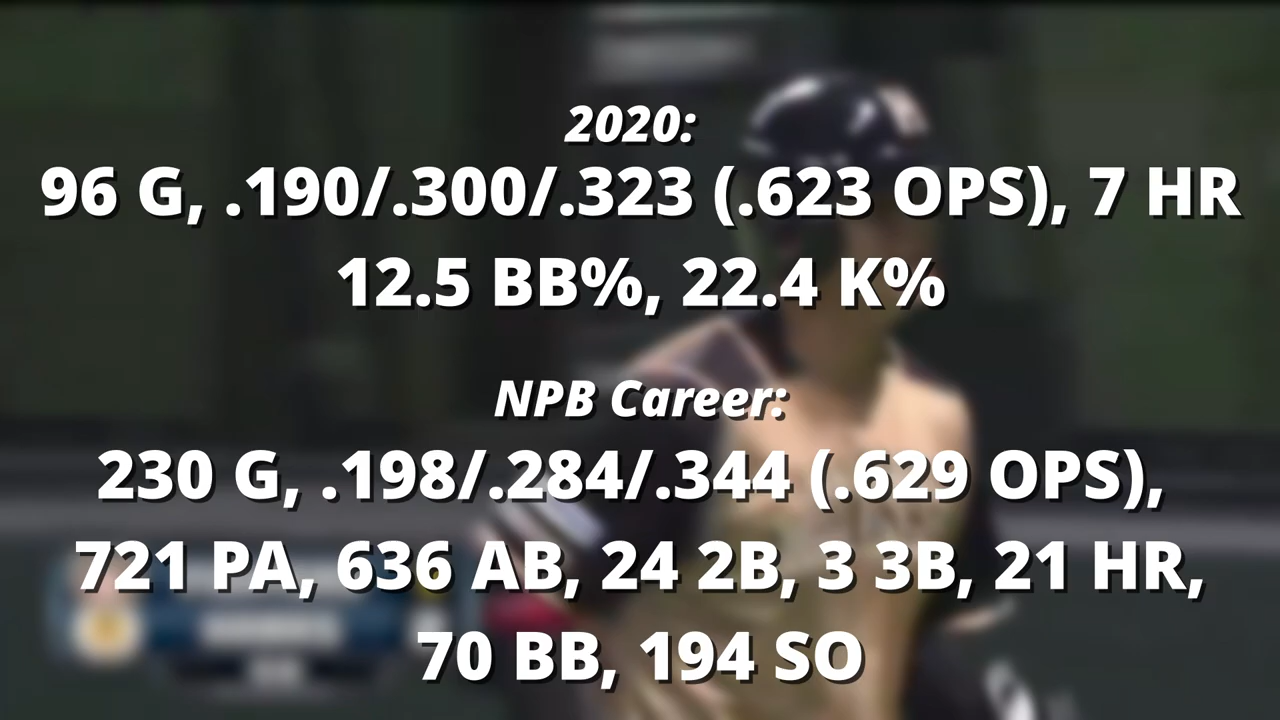 2020:
96 G, .190/.300/.323 (.623 OPS), 7 HR
12.5 BB%, 22.4 K%
NPB Career:
230 G, .198/.284/.344 (.629 OPS),
721 PA, 636 AB, 24 2B, 3 3B, 21 HR,
70 BB, 194 SO